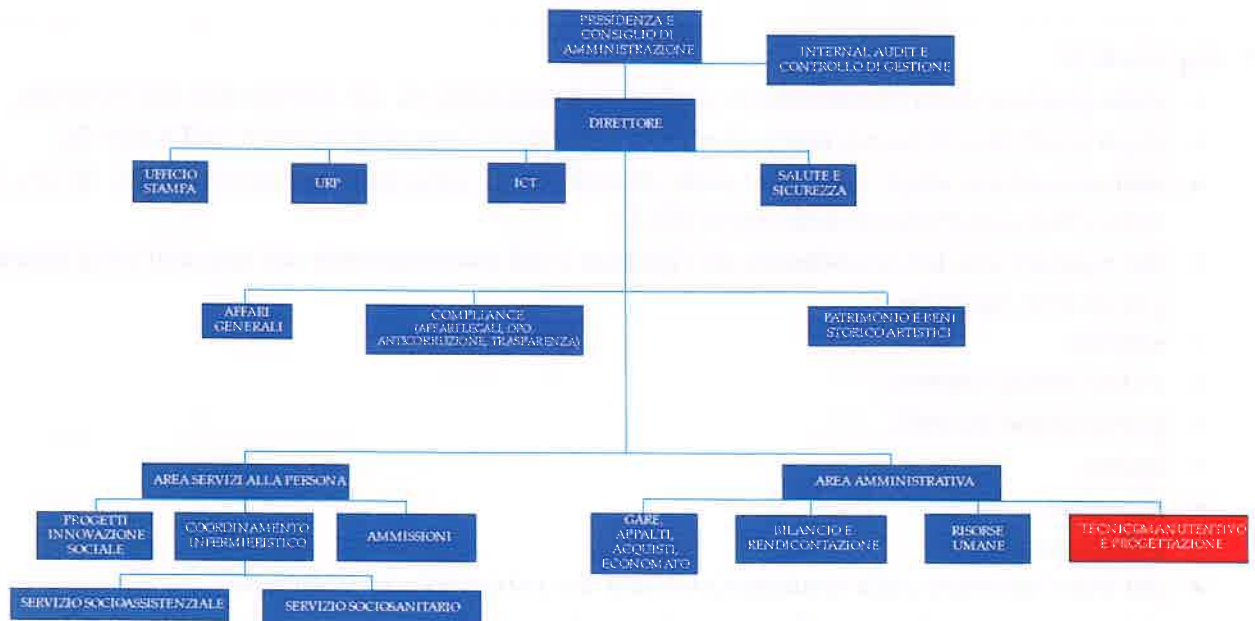 PRESIDENZA E
CONSIGLIO DI
AMMINISTRAZIONE
INTERNAL AUDIT E
CONTROLLO DI GESTIONE
DIRETTORE
UFFICIO
STAMPA
URP
ICT
SALUTE E
SICUREZZA
AFFARI
GENERALI
COMPLIANCE
(AFFARI LEGALI, DPO,
ANTICORRUZIONE, TRASPARENZA)
PATRIMONIO E BENI
STORICO ARTISTICI
AREA SERVIZI ALLA PERSONA
AREA AMMINISTRATIVA
PROGETTI
INNOVAZIONE
SOCIALE
COORDINAMENTO
INFERMIERISTICO
AMMISSIONI
GARE,
APPALTI,
ACQUISTI,
ECONOMATO
BILANCIO E
RENDICONTAZIONE
RISORSE
UMANE
TECNICOMANUTENTIVO
E PROGETTAZIONE
SERVIZIO SOCIOASSISTENZIALE
SERVIZIO SOCIOSANITARIO